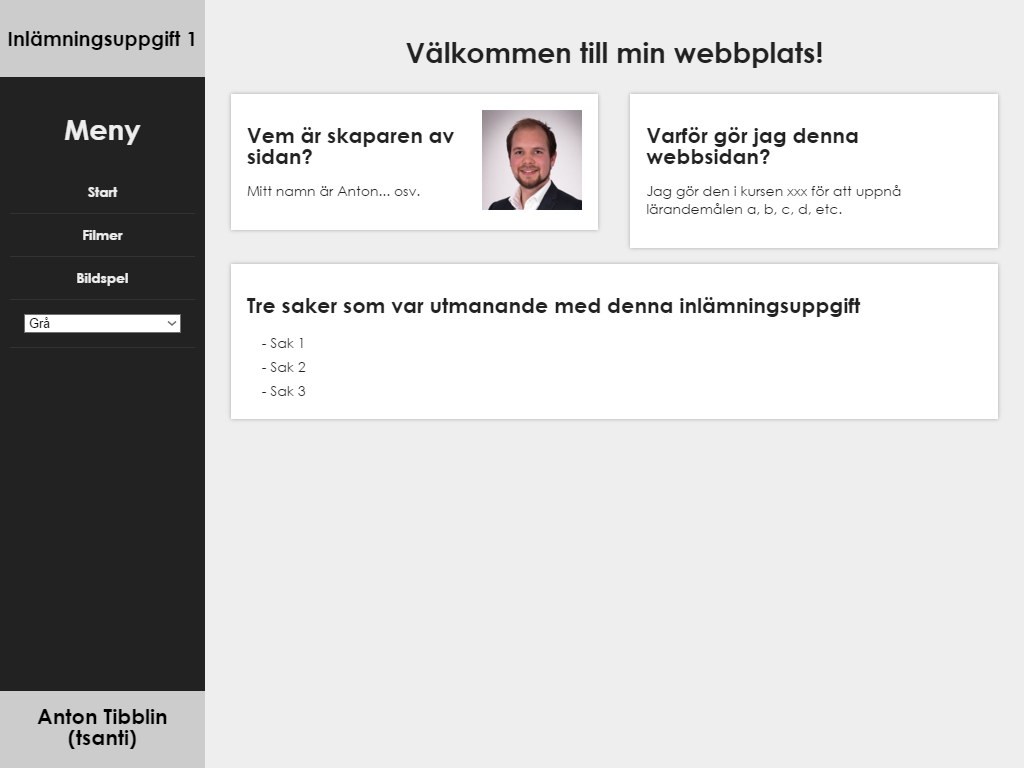 Inlämningsuppgift 1
Meny
Start
Filmer
Bildspel
Grå
Anton Tibblin
(tsanti)
Välkommen till min webbplats!
Vem är skaparen av
sidan?
Mitt namn är Anton... osv.
Varför gör jag denna
webbsidan?
Jag gör den i kursen xxx för att uppnå
lärandemålen a, b, c, d, etc.
Tre saker som var utmanande med denna inlämningsuppgift
- Sak 1
- Sak 2
- Sak 3